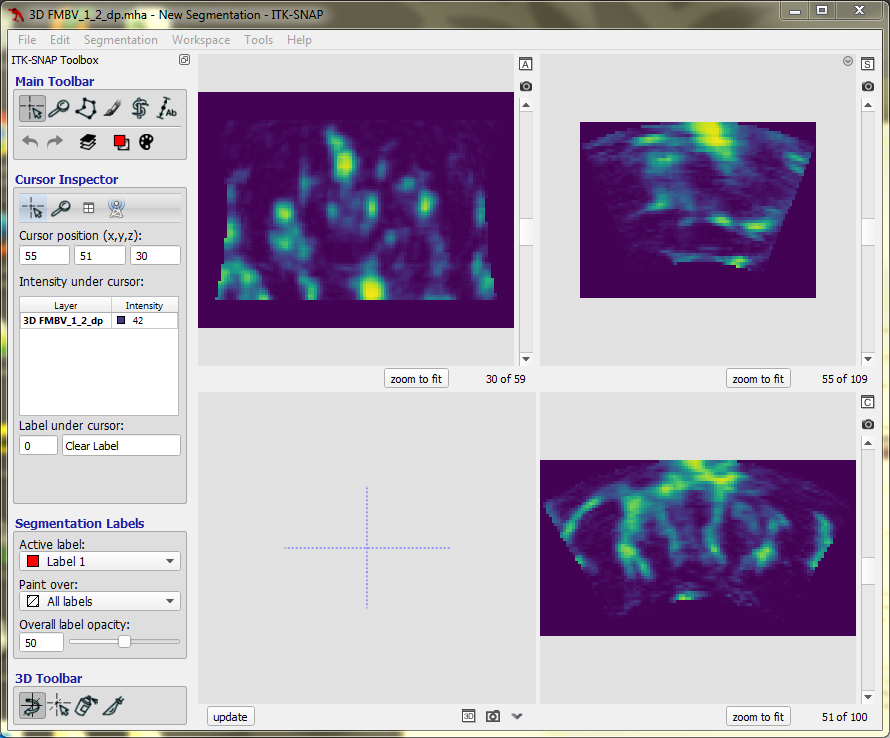 3D FMBV_1_2_dp.mha - New Segmentation - ITK-SNAP
File Edit Segmentation Workspace Tools Help
ITK-SNAP Toolbox
Main Toolbar
Ab
Cursor Inspector
Cursor position (x,y,z):
55 51 30
Intensity under cursor:
Layer Intensity
3D FMBV_1_2_dp 42
Label under cursor:
0 Clear Label
Segmentation Labels
Active label:
Label 1
Paint over:
All labels
Overall label opacity:
50
3D Toolbar
A
zoom to fit 30 of 59
S
zoom to fit 55 of 109
update 3D
C
zoom to fit 51 of 100